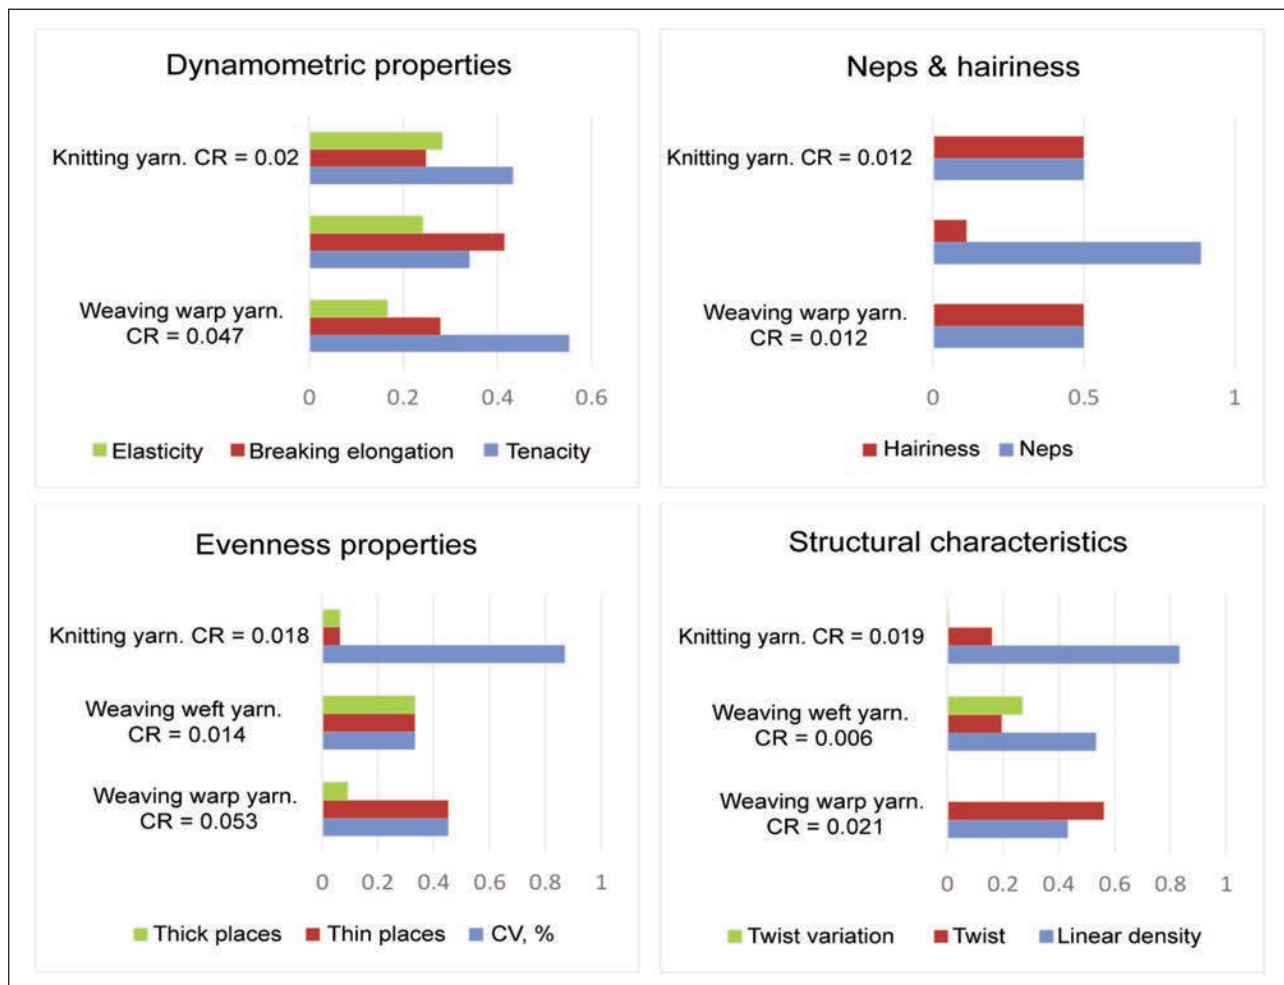 Dynamometric properties
Knitting yarn. CR = 0.02
Weaving warp yarn.
CR = 0.047
0 0.2 0.4 0.6
Elasticity Breaking elongation Tenacity
Neps & hairiness
Knitting yarn. CR = 0.012
Weaving warp yarn.
CR = 0.012
0 0.5 1
Hairiness Neps
Evenness properties
Knitting yarn. CR = 0.018
Weaving weft yarn.
CR = 0.014
Weaving warp yarn.
CR = 0.053
0 0.2 0.4 0.6 0.8 1
Thick places Thin places CV, %
Structural characteristics
Knitting yarn. CR = 0.019
Weaving weft yarn.
CR = 0.006
Weaving warp yarn.
CR = 0.021
0 0.2 0.4 0.6 0.8 1
Twist variation Twist Linear density